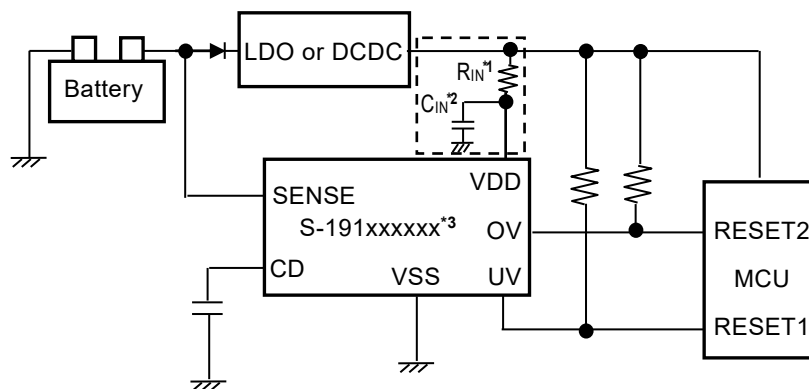 LDO or DCDC
Battery
RIN*1
CIN*2
VDD
SENSE
S-191xxxxxx*3
OV
CD
VSS
UV
RESET2
MCU
RESET1